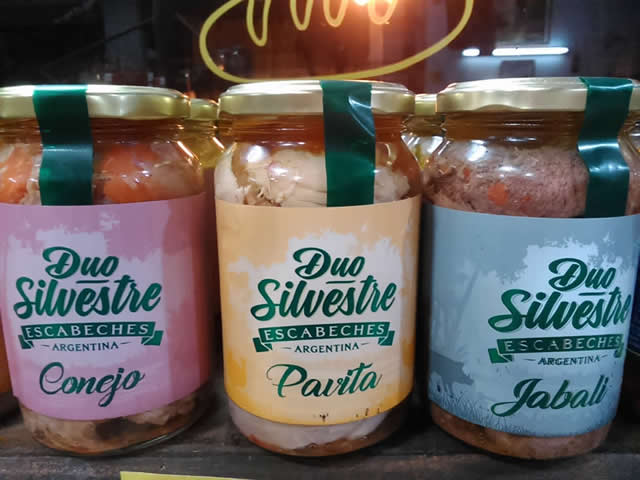 Duo
Silvestre
ESCABECHES
ARGENTINA
Conejo
Duo
Silvestre
ESCABECHES
ARGENTINA
Pavita
Duo
Silvestre
ESCABECHES
ARGENTINA
Jabali